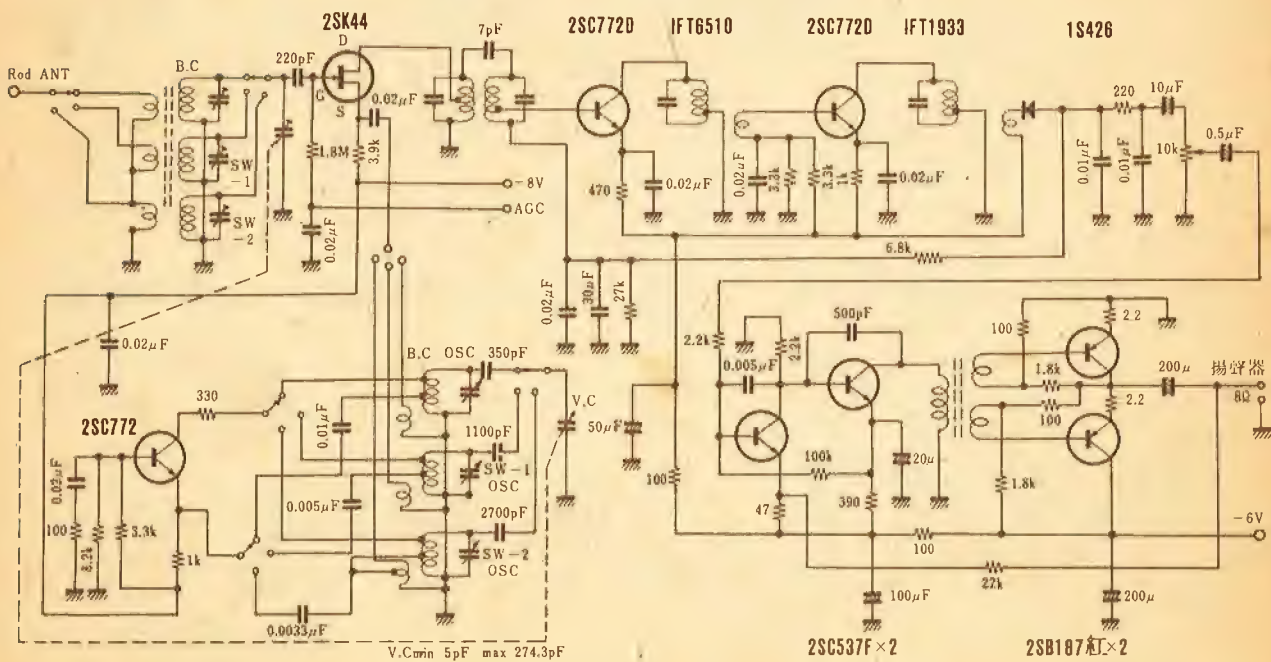 2SK44
2SC772D
IFT6510
2SC772D
IFT1933
1S426
Rod ANT
B.C
220pF
D
G
S
7pF
0.02μF
10μF
220
0.5μF
SW
-1
SW
-2
1.8M
3.9k
-8V
AGC
0.02μF
470
0.02μF
0.02μF
3.3k
3.3k
1k
0.02μF
0.01μF
0.01μF
10k
6.8k
0.02μF
0.02μF
30μF
27k
2.2k
2.2k
500pF
0.005μF
100
2.2
1.8k
100
2.2
200μ
揚声器
8Ω
B.C OSC
350pF
V.C
330
0.01μF
1100pF
SW-1
OSC
2SC772
0.02μF
100
8.2k
3.3k
1k
0.005μF
2700pF
SW-2
OSC
0.0033μF
50μF
100
100k
47
390
20μ
1.8k
-6V
100
22k
100μF
200μ
V.Cmin 5pF max 274.3pF
2SC537F×2
2SB187紅×2